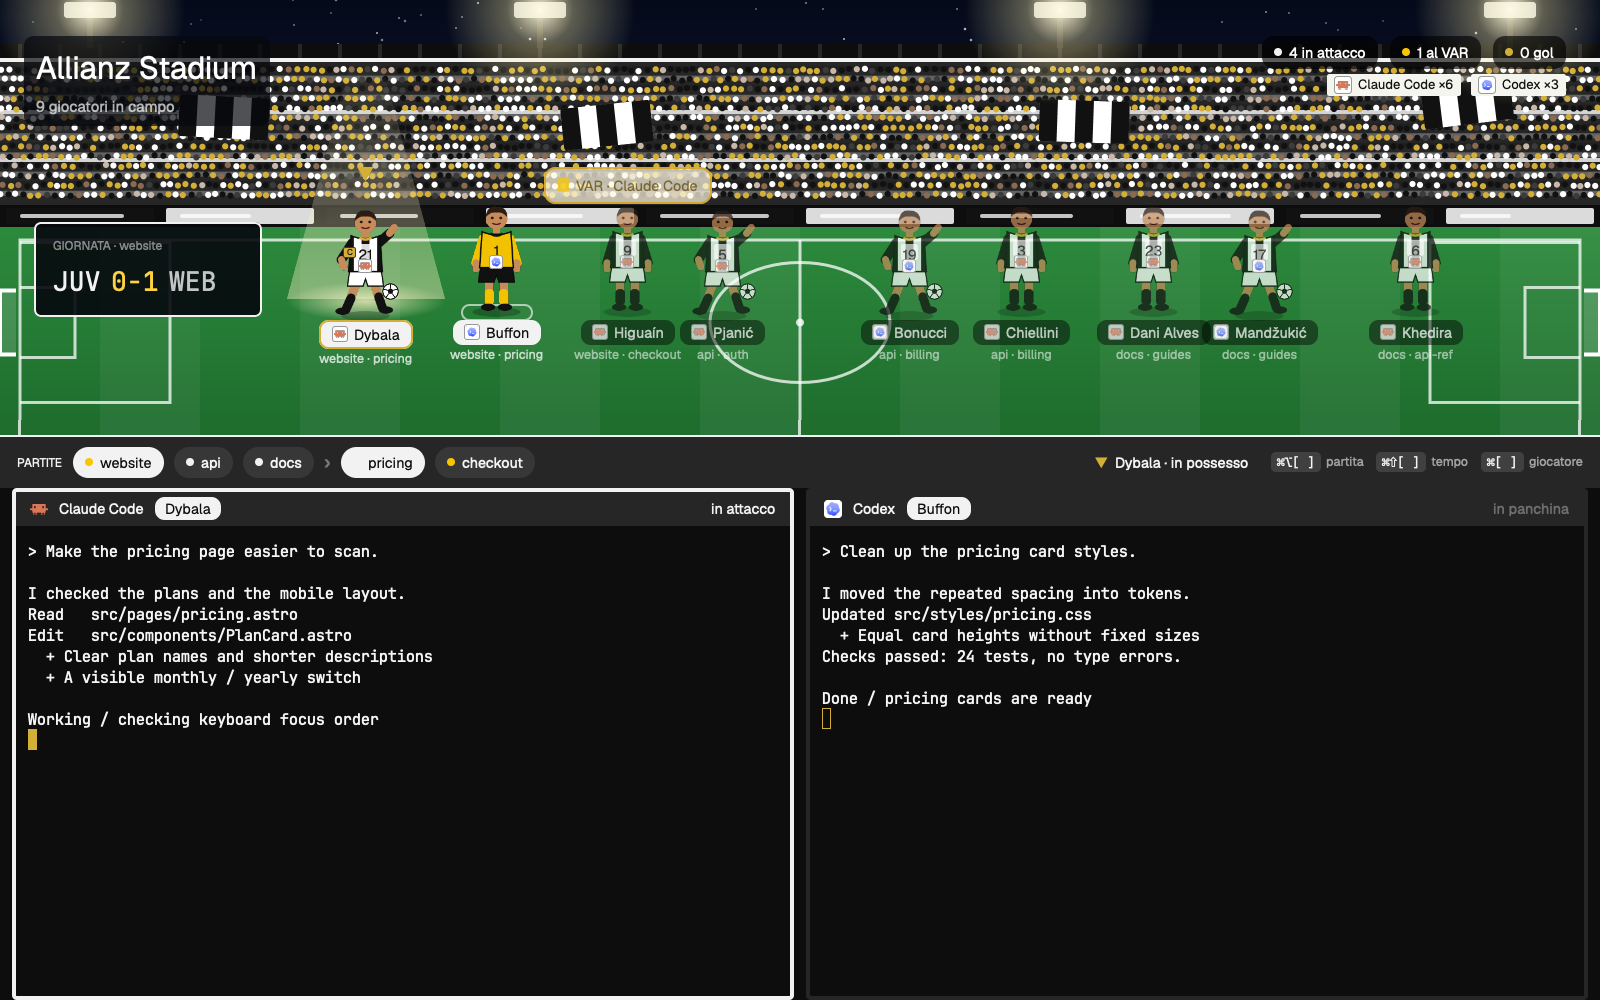 Allianz Stadium
9 giocatori in campo
4 in attacco
1 al VAR
0 gol
Claude Code ×6
Codex ×3
VAR · Claude Code
GIORNATA · website
JUV 0-1 WEB
C
21
1
9
5
19
3
23
17
6
Dybala
website · pricing
Buffon
website · pricing
Higuaín
website · checkout
Pjanić
api · auth
Bonucci
api · billing
Chiellini
api · billing
Dani Alves
docs · guides
Mandžukić
docs · guides
Khedira
docs · api-ref
PARTITE
website
api
docs
›
pricing
checkout
Dybala · in possesso
⌘⌥[ ] partita
⌘⇧[ ] tempo
⌘[ ] giocatore
Claude Code Dybala in attacco
> Make the pricing page easier to scan.
I checked the plans and the mobile layout.
Read src/pages/pricing.astro
Edit src/components/PlanCard.astro
+ Clear plan names and shorter descriptions
+ A visible monthly / yearly switch
Working / checking keyboard focus order
Codex Buffon in panchina
> Clean up the pricing card styles.
I moved the repeated spacing into tokens.
Updated src/styles/pricing.css
+ Equal card heights without fixed sizes
Checks passed: 24 tests, no type errors.
Done / pricing cards are ready